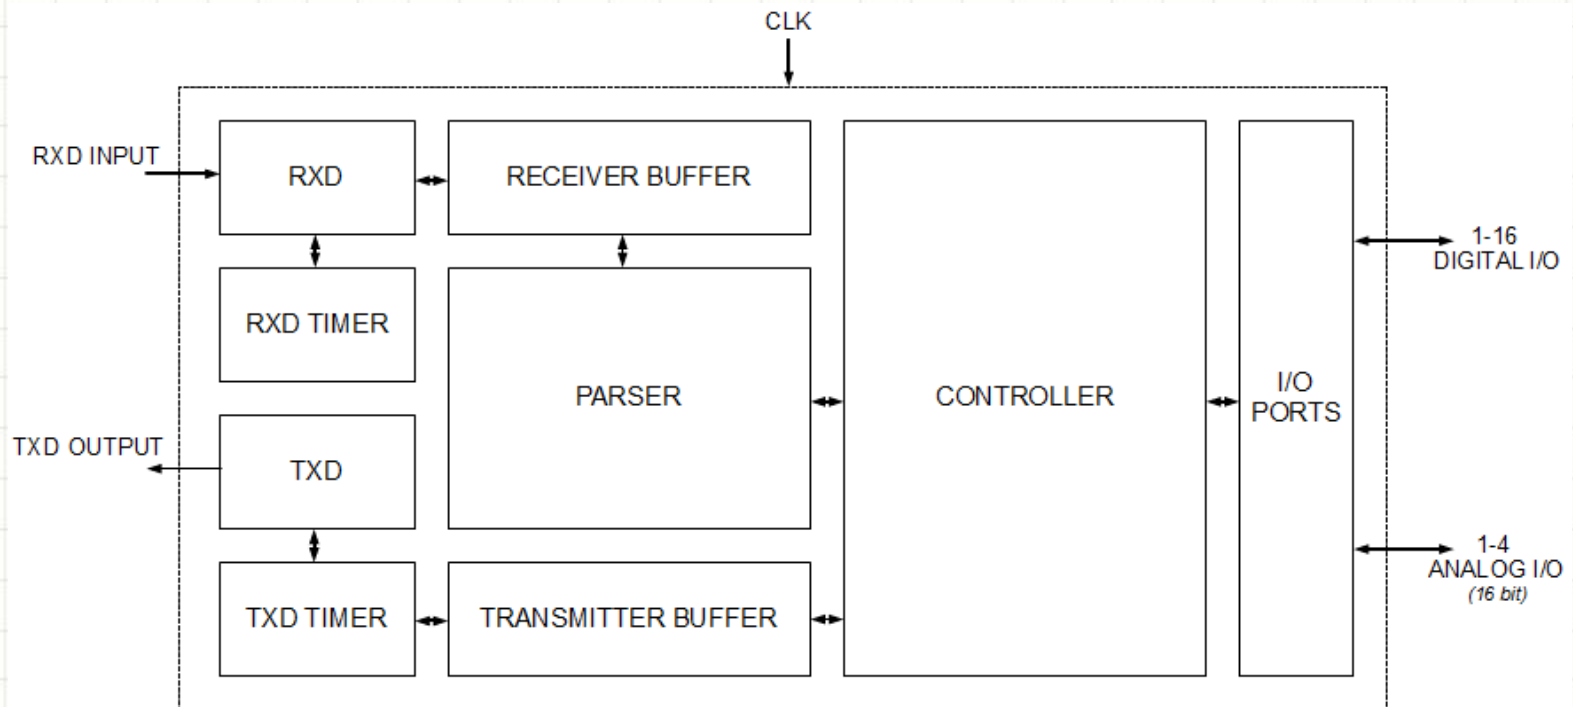 CLK
RXD INPUT
RXD
RECEIVER BUFFER
1-16
DIGITAL I/O
RXD TIMER
PARSER
CONTROLLER
I/O
PORTS
TXD OUTPUT
TXD
1-4
ANALOG I/O
(16 bit)
TXD TIMER
TRANSMITTER BUFFER